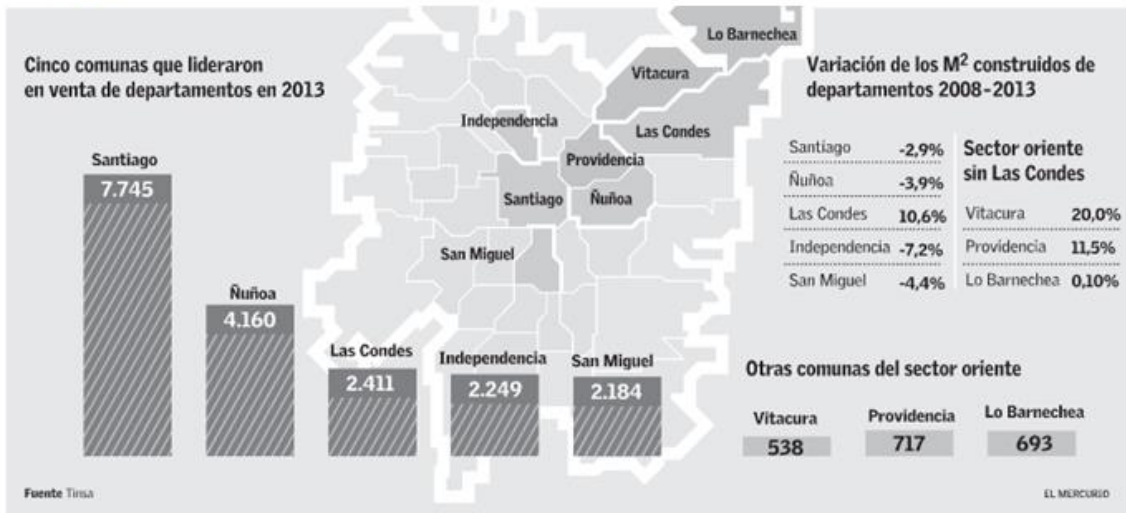 Cinco comunas que lideraron
en venta de departamentos en 2013
Santiago
7.745
Ñuñoa
4.160
Las Condes
2.411
Independencia
2.249
San Miguel
2.184
Lo Barnechea
Vitacura
Independencia
Las Condes
Providencia
Santiago
Ñuñoa
San Miguel
Variación de los M² construidos de
departamentos 2008-2013
Santiago -2,9%
Ñuñoa -3,9%
Las Condes 10,6%
Independencia -7,2%
San Miguel -4,4%
Sector oriente
sin Las Condes
Vitacura 20,0%
Providencia 11,5%
Lo Barnechea 0,10%
Otras comunas del sector oriente
Vitacura
538
Providencia
717
Lo Barnechea
693
Fuente Tinsa
EL MERCURIO